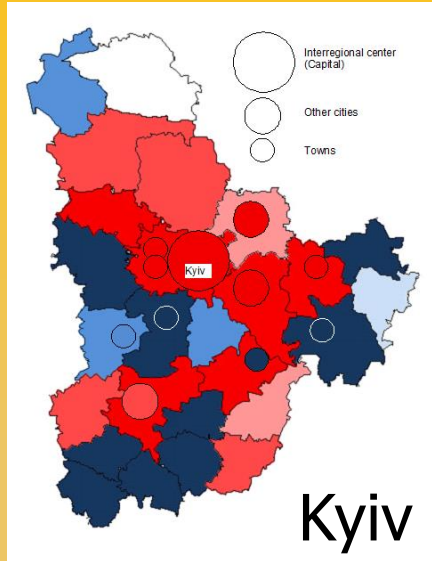 Interregional center
(Capital)
Other cities
Towns
Kyiv
Kyiv